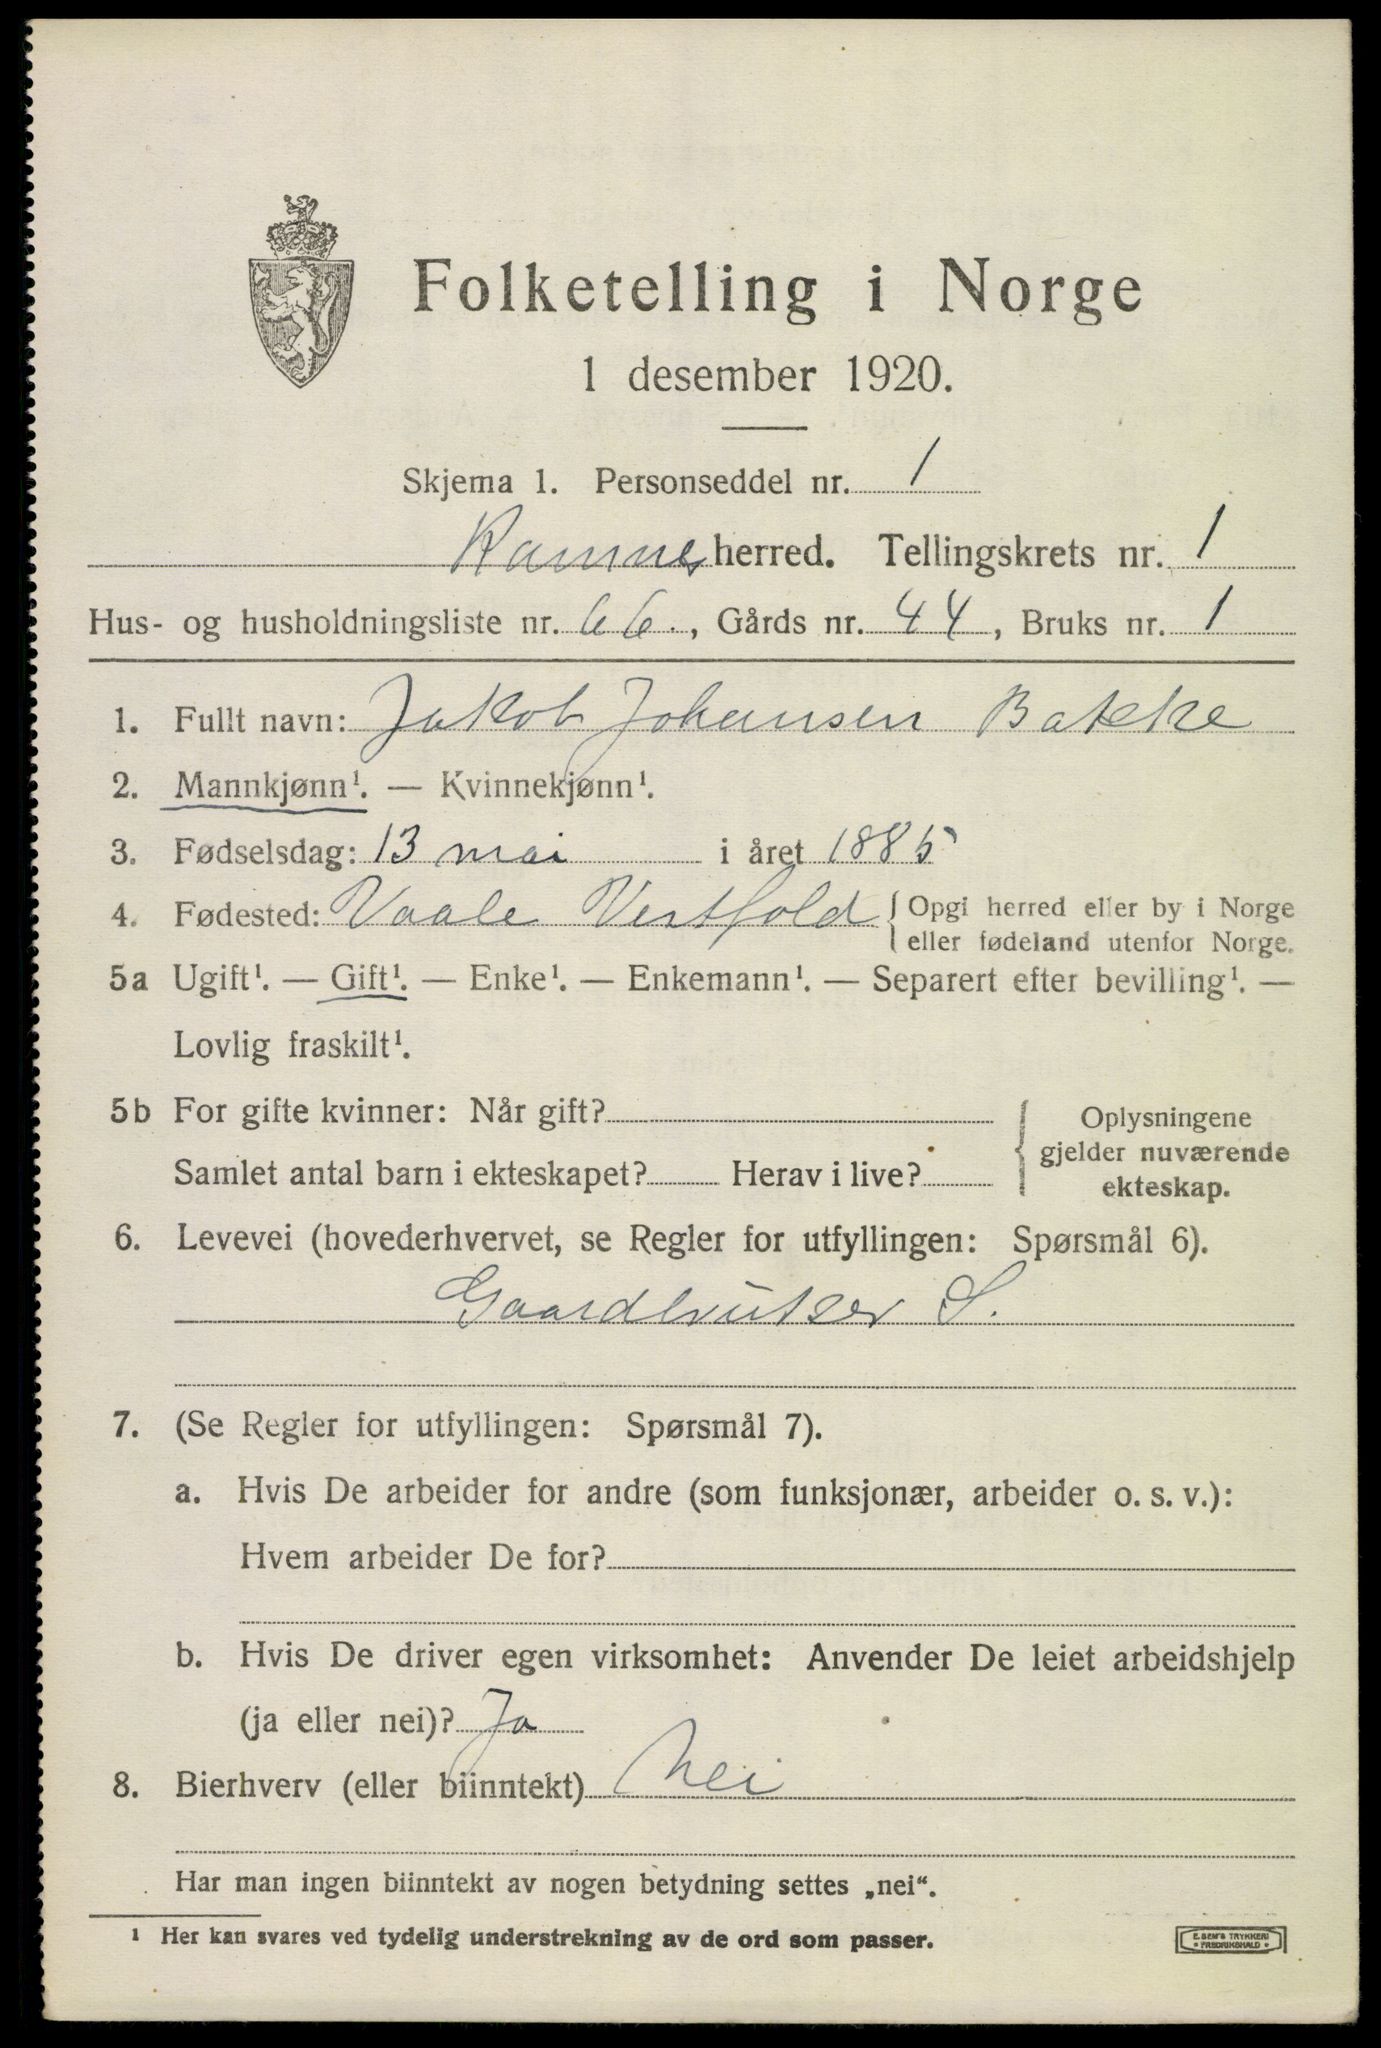 Folketelling i Norge
1 desember 1920.
Skjema 1. Personseddel nr. 1
Ramnes herred. Tellingskrets nr. 1
Hus- og husholdningsliste nr. 66., Gårds nr. 44, Bruks nr. 1
1. Fullt navn: Jakob Johansen Bakke
2. Mannkjønn¹. — Kvinnekjønn¹.
3. Fødselsdag: 13 mai i året 1885
4. Fødested: Vaale Vestfold { Opgi herred eller by i Norge
eller fødeland utenfor Norge.
5a Ugift¹. — Gift¹. — Enke¹. — Enkemann¹. — Separert efter bevilling¹. —
Lovlig fraskilt¹.
5b For gifte kvinner: Når gift?
Samlet antal barn i ekteskapet? Herav i live?
Oplysningene
gjelder nuværende
ekteskap.
6. Levevei (hovederhvervet, se Regler for utfyllingen: Spørsmål 6).
Gaardbruker S.
7. (Se Regler for utfyllingen: Spørsmål 7).
a. Hvis De arbeider for andre (som funksjonær, arbeider o. s. v.):
Hvem arbeider De for?
b. Hvis De driver egen virksomhet: Anvender De leiet arbeidshjelp
(ja eller nei)? Ja
8. Bierhverv (eller biinntekt) Nei
Har man ingen biinntekt av nogen betydning settes „nei“.
¹ Her kan svares ved tydelig understrekning av de ord som passer.
E. SEM'S TRYKKERI
• FREDRIKSHALD •